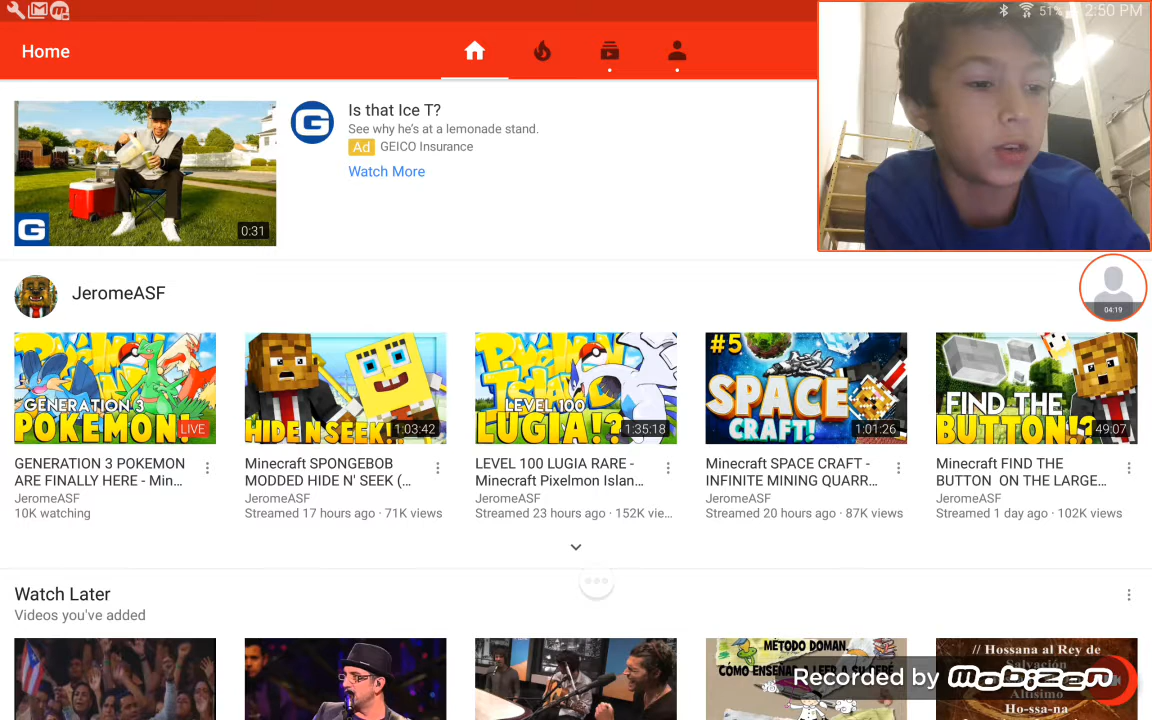 51% 2:50 PM
Home
Is that Ice T?
See why he's at a lemonade stand.
Ad GEICO Insurance
Watch More
G
G
0:31
JeromeASF
04:19
GENERATION 3
POKEMON!
LIVE
HIDE N SEEK!
1:03:42
LEVEL 100
LUGIA!?
1:35:18
#5
SPACE
CRAFT!
1:01:26
FIND THE
BUTTON!?
49:07
GENERATION 3 POKEMON
ARE FINALLY HERE - Min...
JeromeASF
10K watching
Minecraft SPONGEBOB
MODDED HIDE N' SEEK (...
JeromeASF
Streamed 17 hours ago · 71K views
LEVEL 100 LUGIA RARE -
Minecraft Pixelmon Islan...
JeromeASF
Streamed 23 hours ago · 152K vie...
Minecraft SPACE CRAFT -
INFINITE MINING QUARR...
JeromeASF
Streamed 20 hours ago · 87K views
Minecraft FIND THE
BUTTON ON THE LARGE...
JeromeASF
Streamed 1 day ago · 102K views
Watch Later
Videos you've added
MÉTODO DOMAN.
CÓMO ENSEÑAR A LEER A SU BEBÉ
// Hossana al Rey de
Salvación
Altísimo
Ho-ssa-na
Recorded by mobizen